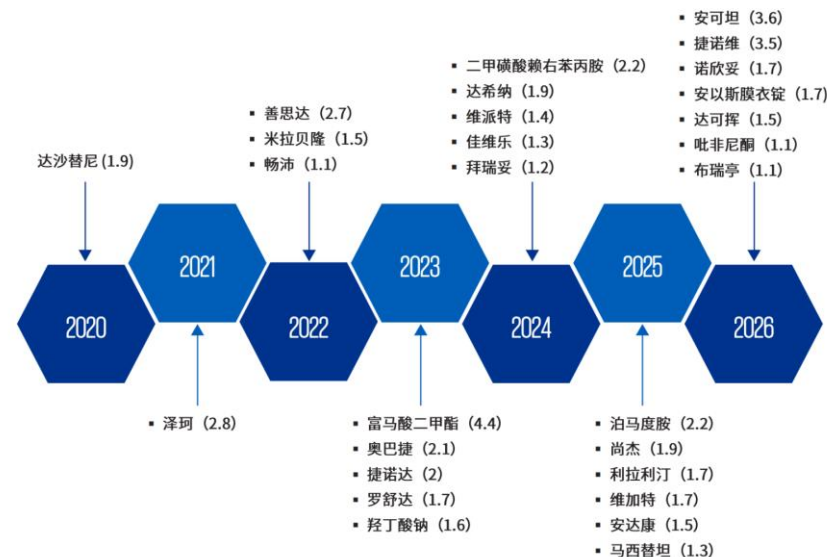 达沙替尼 (1.9)
2020
2021
▪ 泽珂（2.8）
▪ 善思达（2.7）
▪ 米拉贝隆（1.5）
▪ 畅沛（1.1）
2022
2023
▪ 富马酸二甲酯（4.4）
▪ 奥巴捷（2.1）
▪ 捷诺达（2）
▪ 罗舒达（1.7）
▪ 羟丁酸钠（1.6）
▪ 二甲磺酸赖右苯丙胺（2.2）
▪ 达希纳（1.9）
▪ 维派特（1.4）
▪ 佳维乐（1.3）
▪ 拜瑞妥（1.2）
2024
2025
▪ 泊马度胺（2.2）
▪ 尚杰（1.9）
▪ 利拉利汀（1.7）
▪ 维加特（1.7）
▪ 安达康（1.5）
▪ 马西替坦（1.3）
▪ 安可坦（3.6）
▪ 捷诺维（3.5）
▪ 诺欣妥（1.7）
▪ 安以斯膜衣锭（1.7）
▪ 达可挥（1.5）
▪ 吡非尼酮（1.1）
▪ 布瑞亭（1.1）
2026